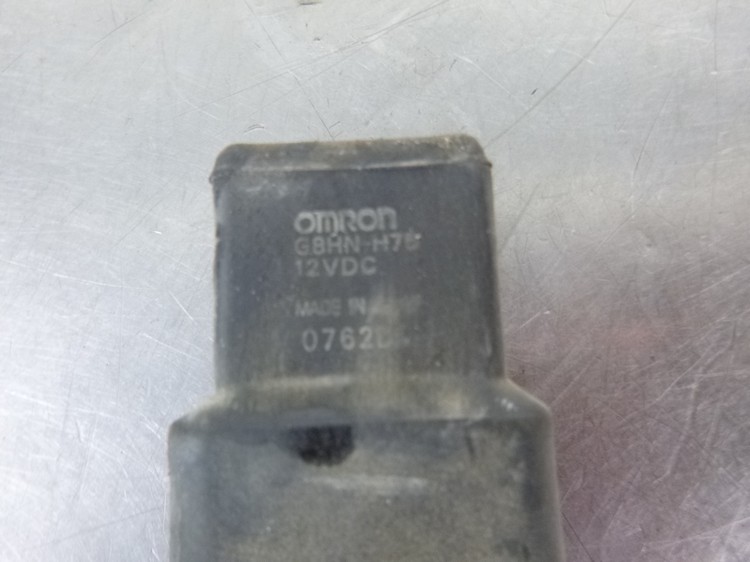 omron
G8HN-H7B
12VDC
MADE IN
0762D